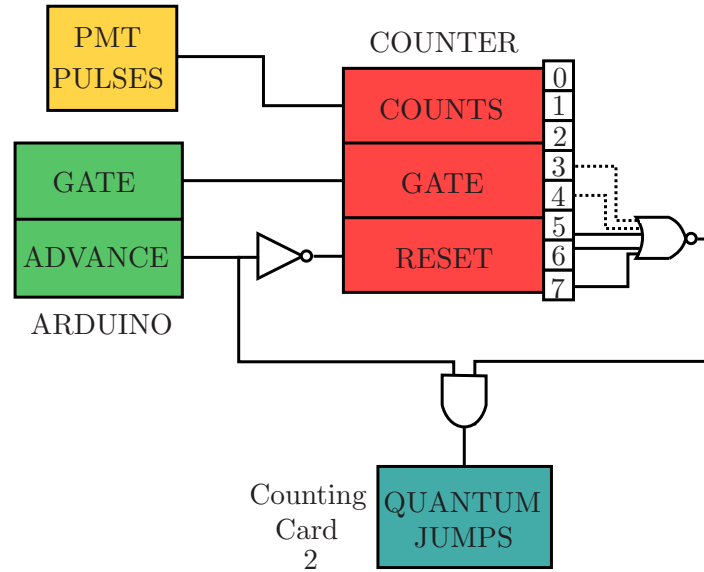 PMT
PULSES
COUNTER
COUNTS
GATE
RESET
0
1
2
3
4
5
6
7
GATE
ADVANCE
ARDUINO
Counting
Card
2
QUANTUM
JUMPS